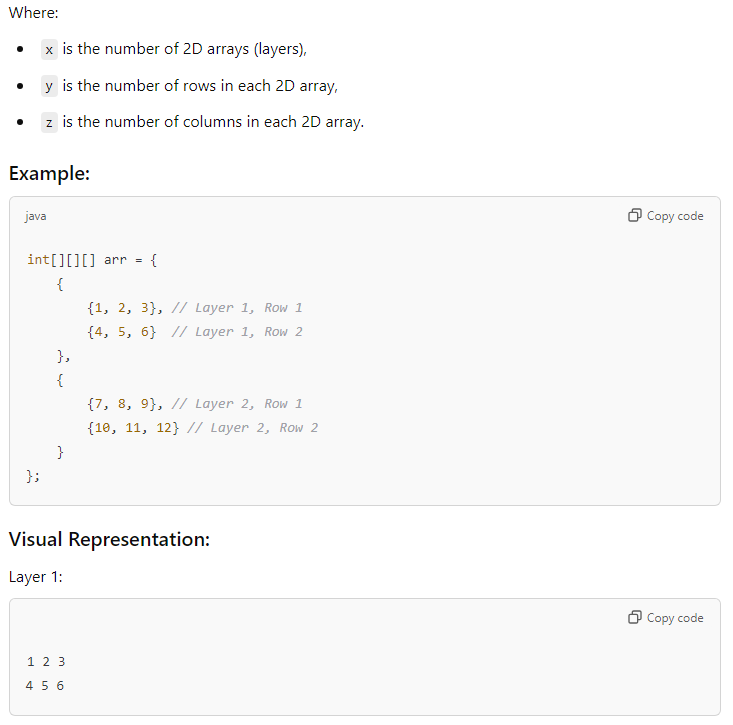 Where:
x is the number of 2D arrays (layers),
y is the number of rows in each 2D array,
z is the number of columns in each 2D array.
Example:
java Copy code
int[][][] arr = {
    {
        {1, 2, 3}, // Layer 1, Row 1
        {4, 5, 6}  // Layer 1, Row 2
    },
    {
        {7, 8, 9}, // Layer 2, Row 1
        {10, 11, 12} // Layer 2, Row 2
    }
};
Visual Representation:
Layer 1:
Copy code
1 2 3
4 5 6